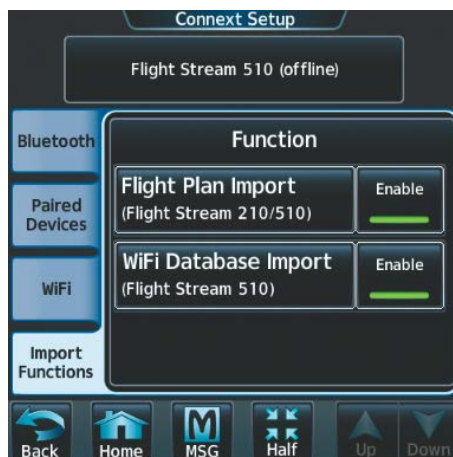 Connext Setup
Flight Stream 510 (offline)
Bluetooth
Paired
Devices
WiFi
Import
Functions
Function
Flight Plan Import
(Flight Stream 210/510)
Enable
WiFi Database Import
(Flight Stream 510)
Enable
Back
Home
MSG
Half
Up
Down